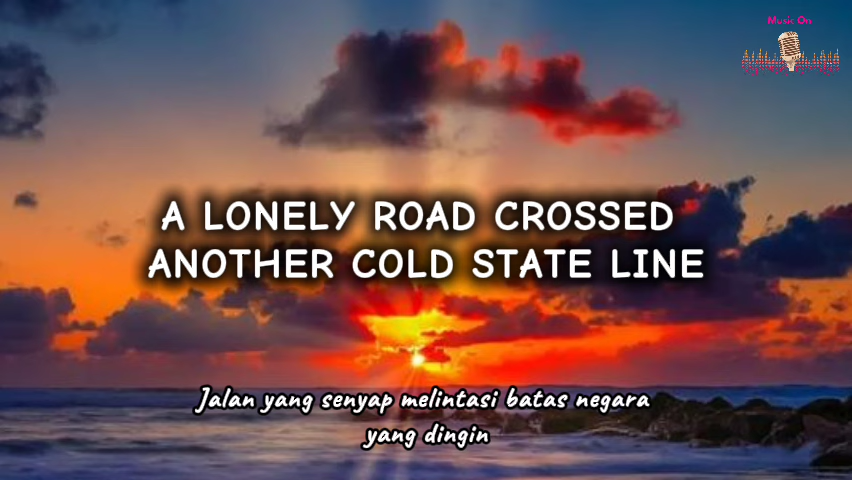 Music On
A LONELY ROAD CROSSED
ANOTHER COLD STATE LINE
Jalan yang senyap melintasi batas negara
yang dingin